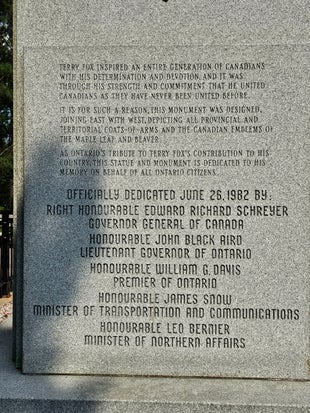 TERRY FOX INSPIRED AN ENTIRE GENERATION OF CANADIANS
WITH HIS DETERMINATION AND DEVOTION, AND IT WAS
THROUGH HIS STRENGTH AND COMMITMENT THAT HE UNITED
CANADIANS AS THEY HAVE NEVER BEEN UNITED BEFORE.
IT IS FOR SUCH A REASON, THIS MONUMENT WAS DESIGNED,
JOINING EAST WITH WEST, DEPICTING ALL PROVINCIAL AND
TERRITORIAL COATS-OF-ARMS AND THE CANADIAN EMBLEMS OF
THE MAPLE LEAF AND BEAVER.
AS ONTARIO'S TRIBUTE TO TERRY FOX'S CONTRIBUTION TO HIS
COUNTRY, THIS STATUE AND MONUMENT IS DEDICATED TO HIS
MEMORY ON BEHALF OF ALL ONTARIO CITIZENS.
OFFICIALLY DEDICATED JUNE 26, 1982 BY:
RIGHT HONOURABLE EDWARD RICHARD SCHREYER
GOVERNOR GENERAL OF CANADA
HONOURABLE JOHN BLACK AIRD
LIEUTENANT GOVERNOR OF ONTARIO
HONOURABLE WILLIAM G. DAVIS
PREMIER OF ONTARIO
HONOURABLE JAMES SNOW
MINISTER OF TRANSPORTATION AND COMMUNICATIONS
HONOURABLE LEO BERNIER
MINISTER OF NORTHERN AFFAIRS